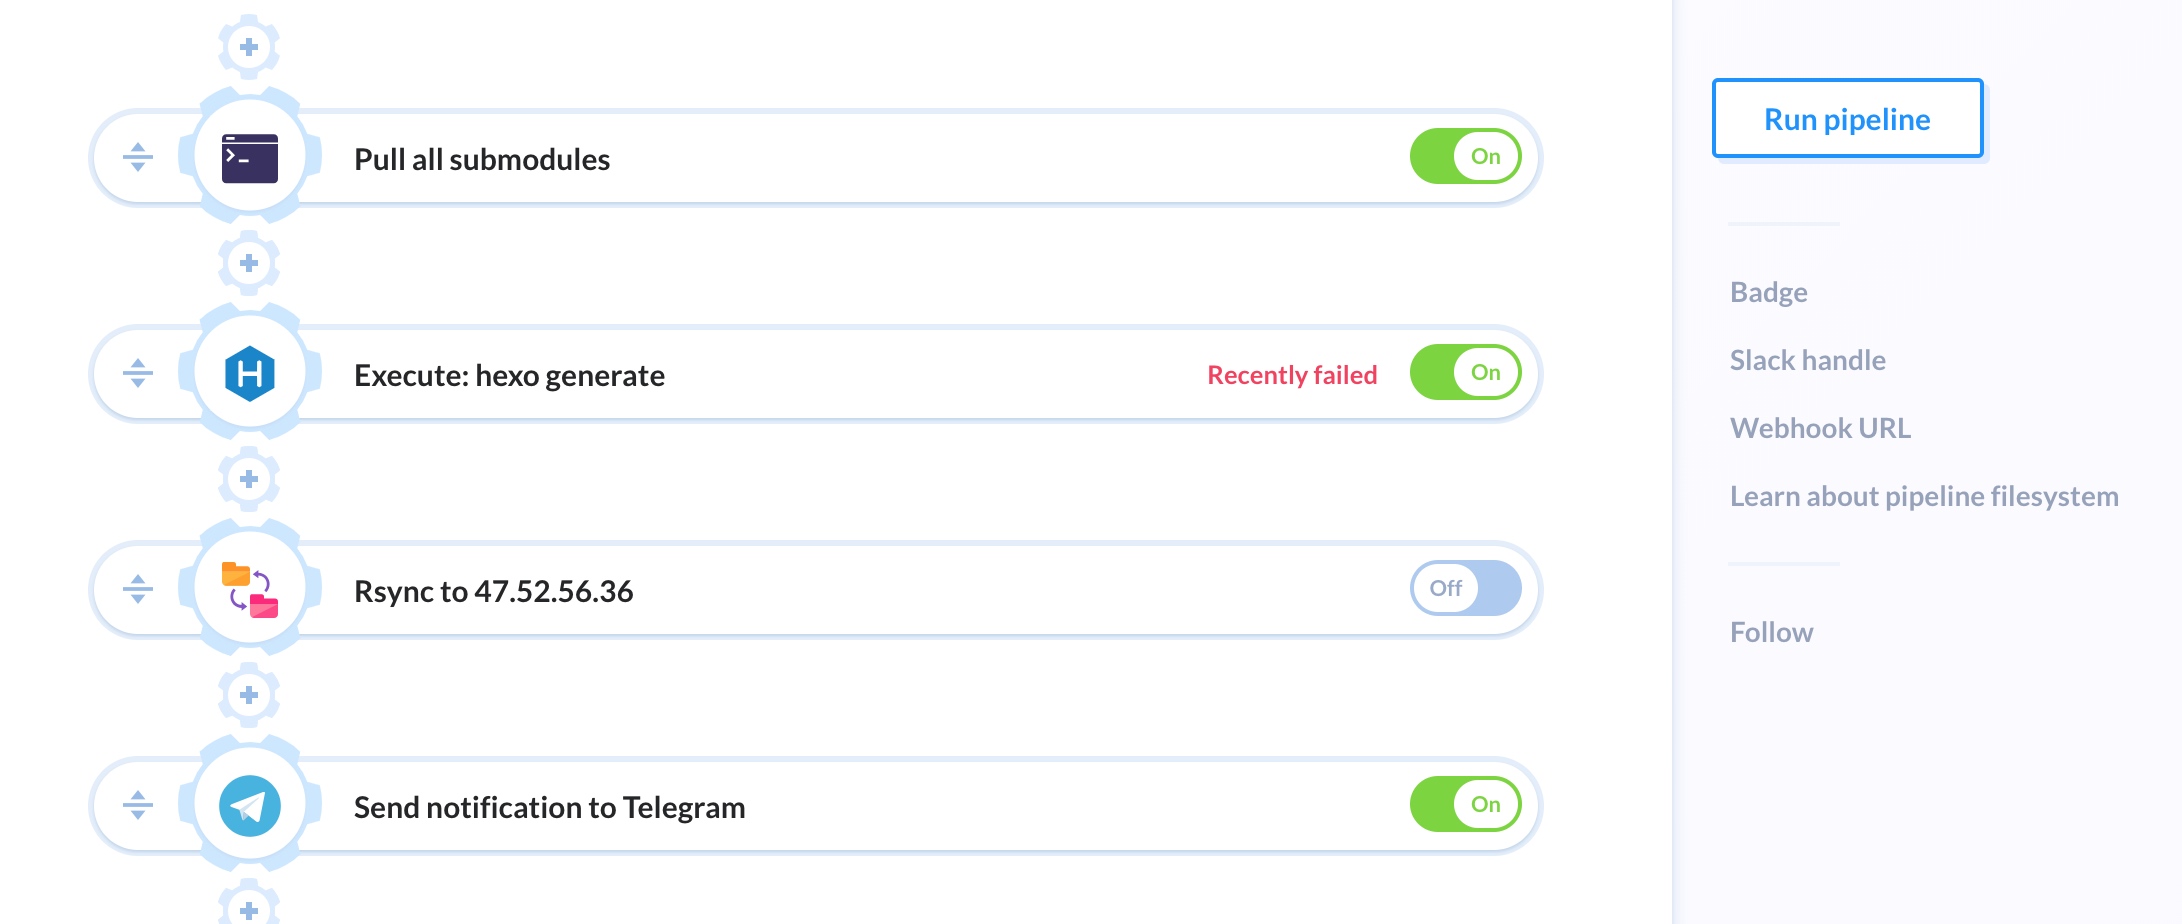 Pull all submodules
On
Execute: hexo generate
Recently failed
On
Rsync to 47.52.56.36
Off
Send notification to Telegram
On
Run pipeline
Badge
Slack handle
Webhook URL
Learn about pipeline filesystem
Follow